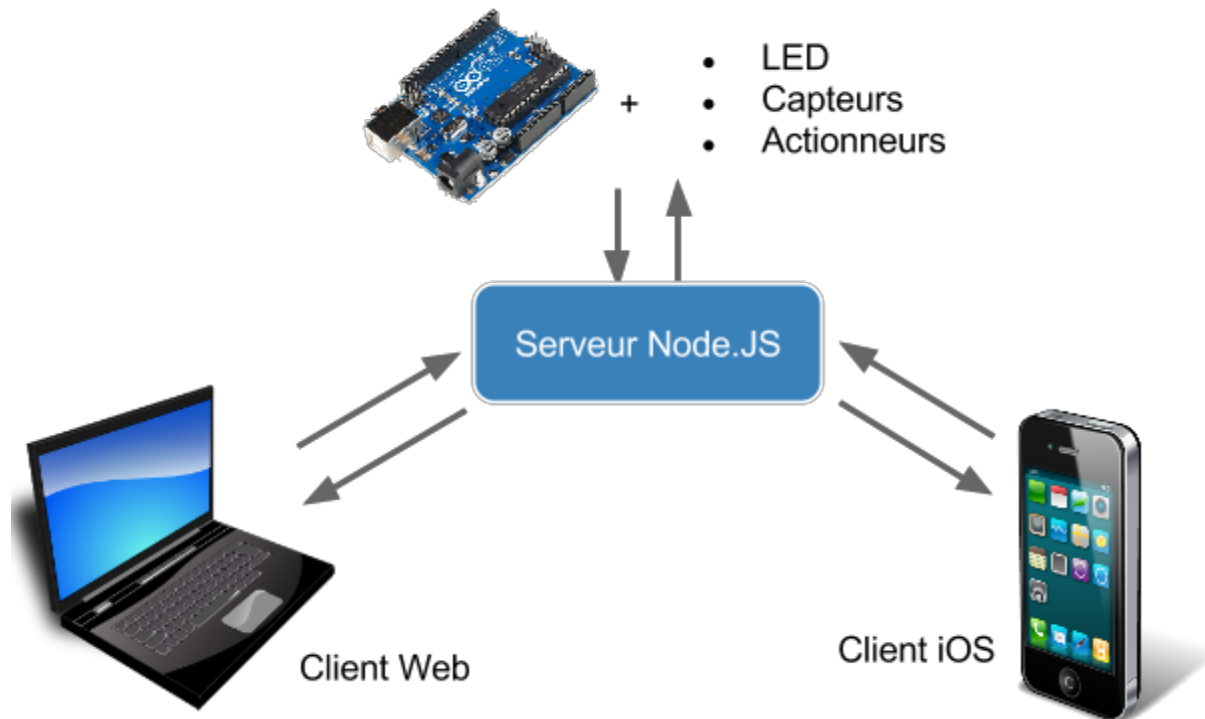 +
• LED
• Capteurs
• Actionneurs
Serveur Node.JS
Client Web
Client iOS